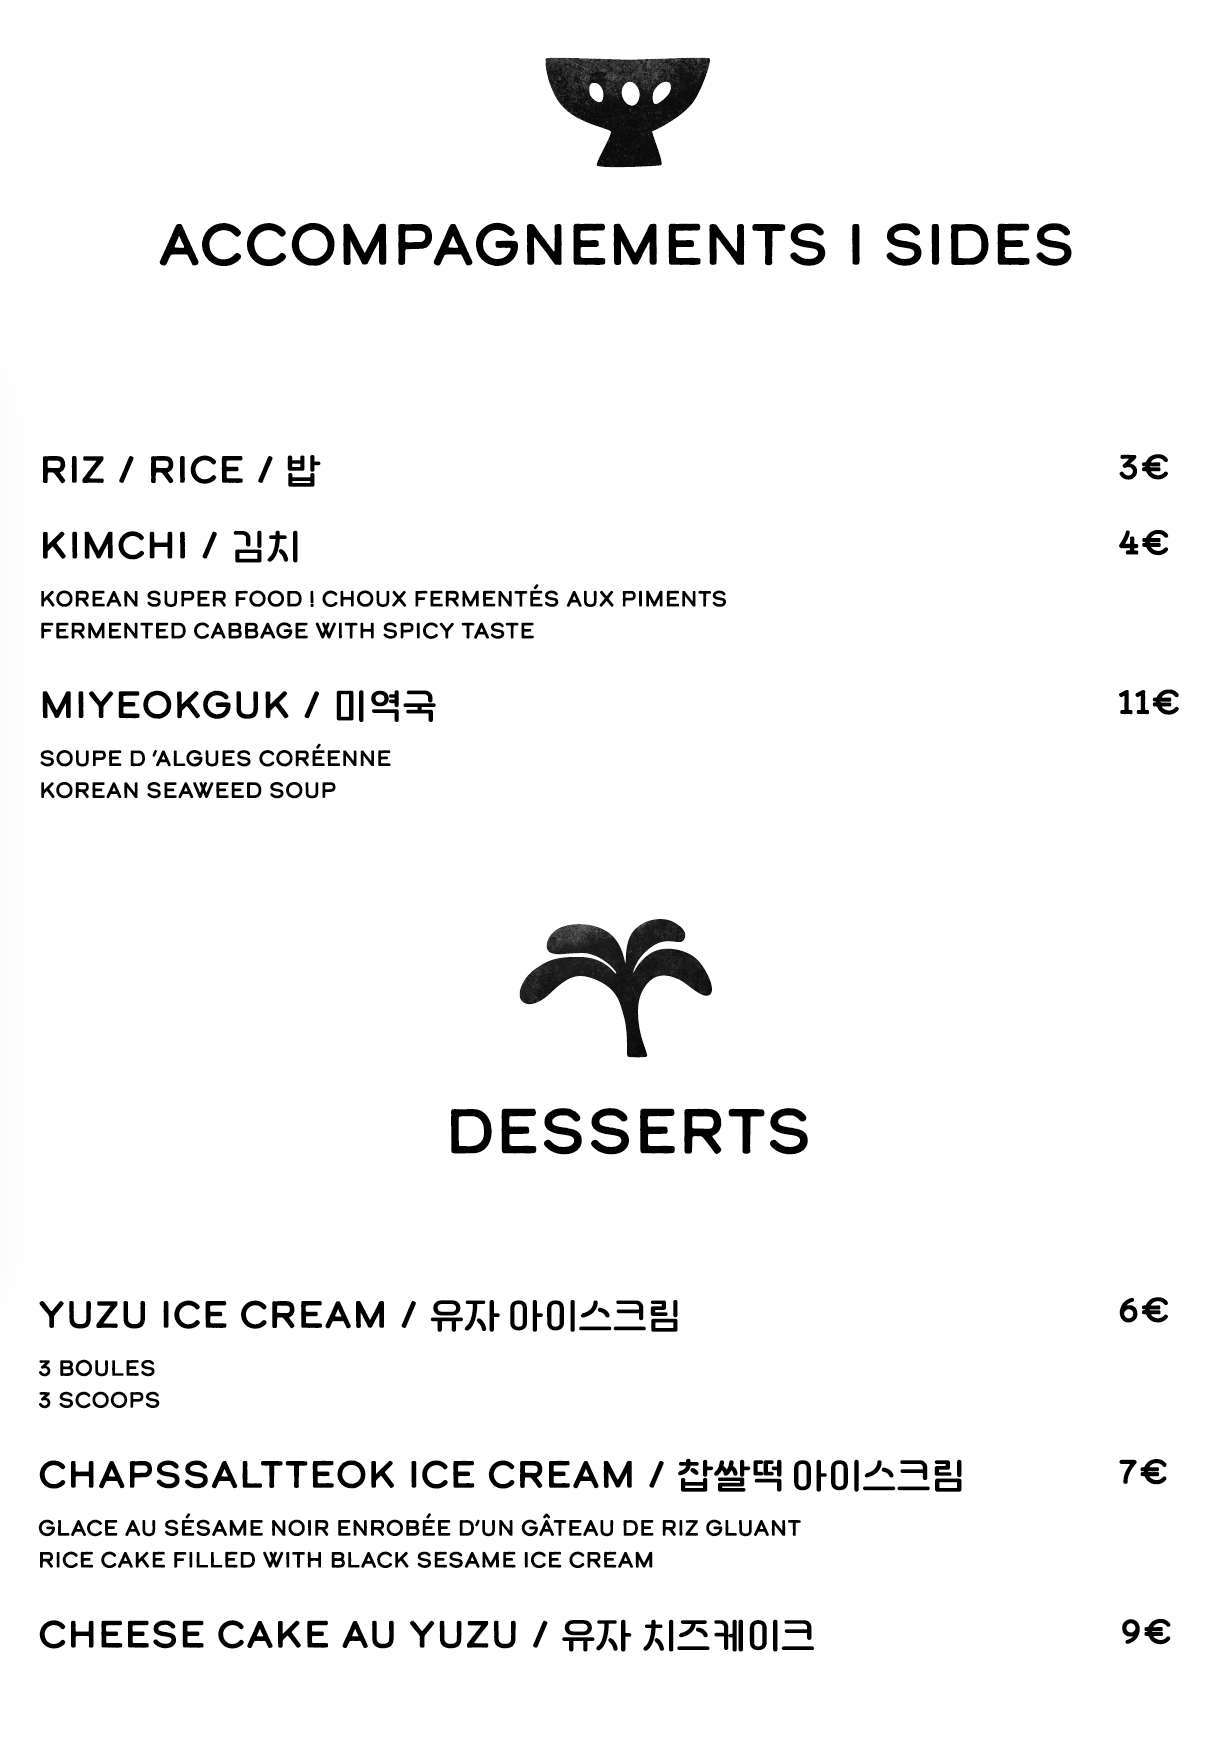 ACCOMPAGNEMENTS I SIDES
RIZ / RICE / 밥 3€
KIMCHI / 김치 4€
KOREAN SUPER FOOD ! CHOUX FERMENTÉS AUX PIMENTS
FERMENTED CABBAGE WITH SPICY TASTE
MIYEOKGUK / 미역국 11€
SOUPE D 'ALGUES CORÉENNE
KOREAN SEAWEED SOUP
DESSERTS
YUZU ICE CREAM / 유자 아이스크림 6€
3 BOULES
3 SCOOPS
CHAPSSALTTEOK ICE CREAM / 찹쌀떡 아이스크림 7€
GLACE AU SÉSAME NOIR ENROBÉE D'UN GÂTEAU DE RIZ GLUANT
RICE CAKE FILLED WITH BLACK SESAME ICE CREAM
CHEESE CAKE AU YUZU / 유자 치즈케이크 9€